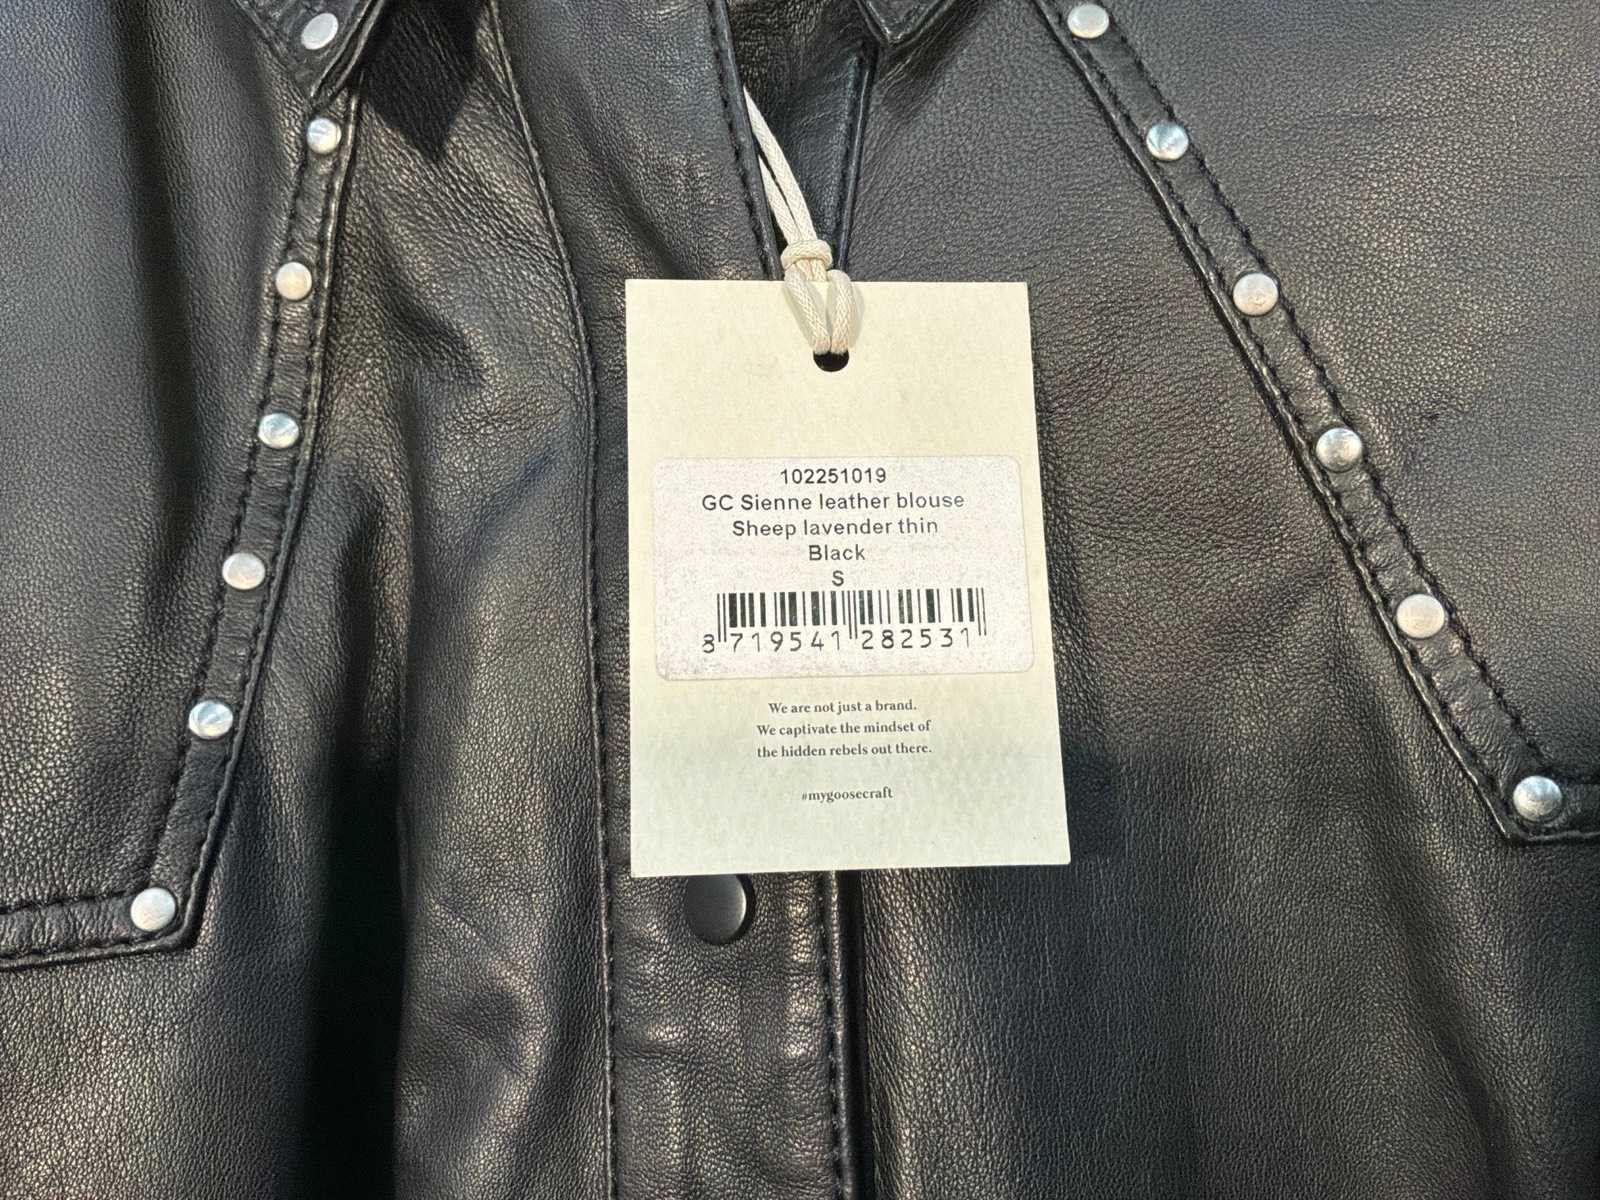 102251019
GC Sienne leather blouse
Sheep lavender thin
Black
S
8 719541 282531
We are not just a brand.
We captivate the mindset of
the hidden rebels out there.
#mygoosecraft